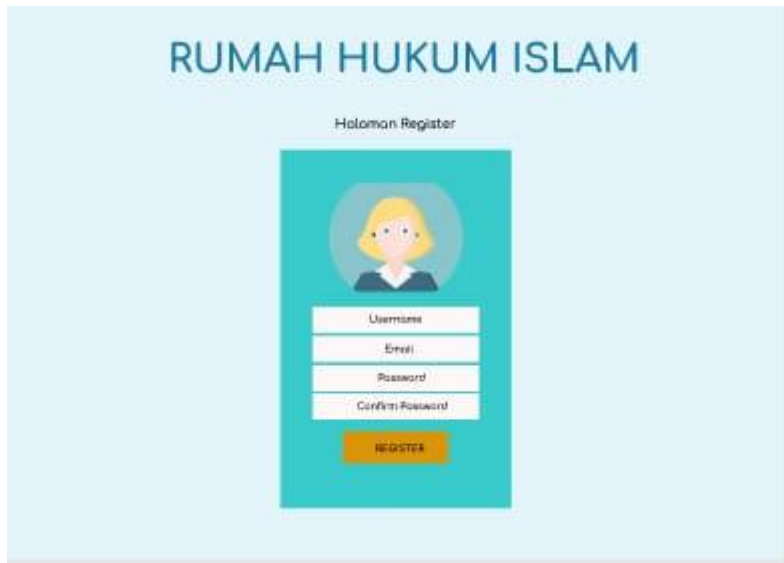 RUMAH HUKUM ISLAM
Halaman Register
Username
Email
Password
Confirm Password
REGISTER